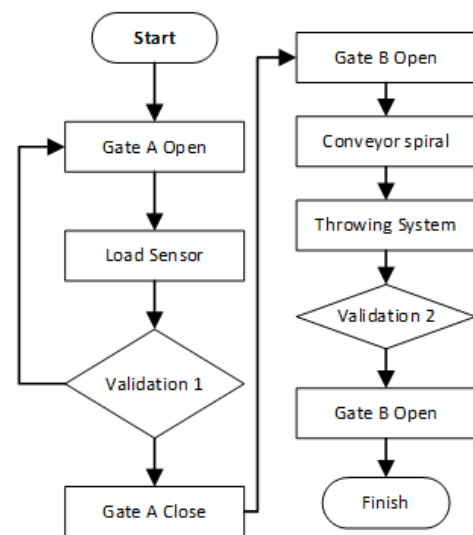 Start
Gate A Open
Load Sensor
Validation 1
Gate A Close
Gate B Open
Conveyor spiral
Throwing System
Validation 2
Gate B Open
Finish